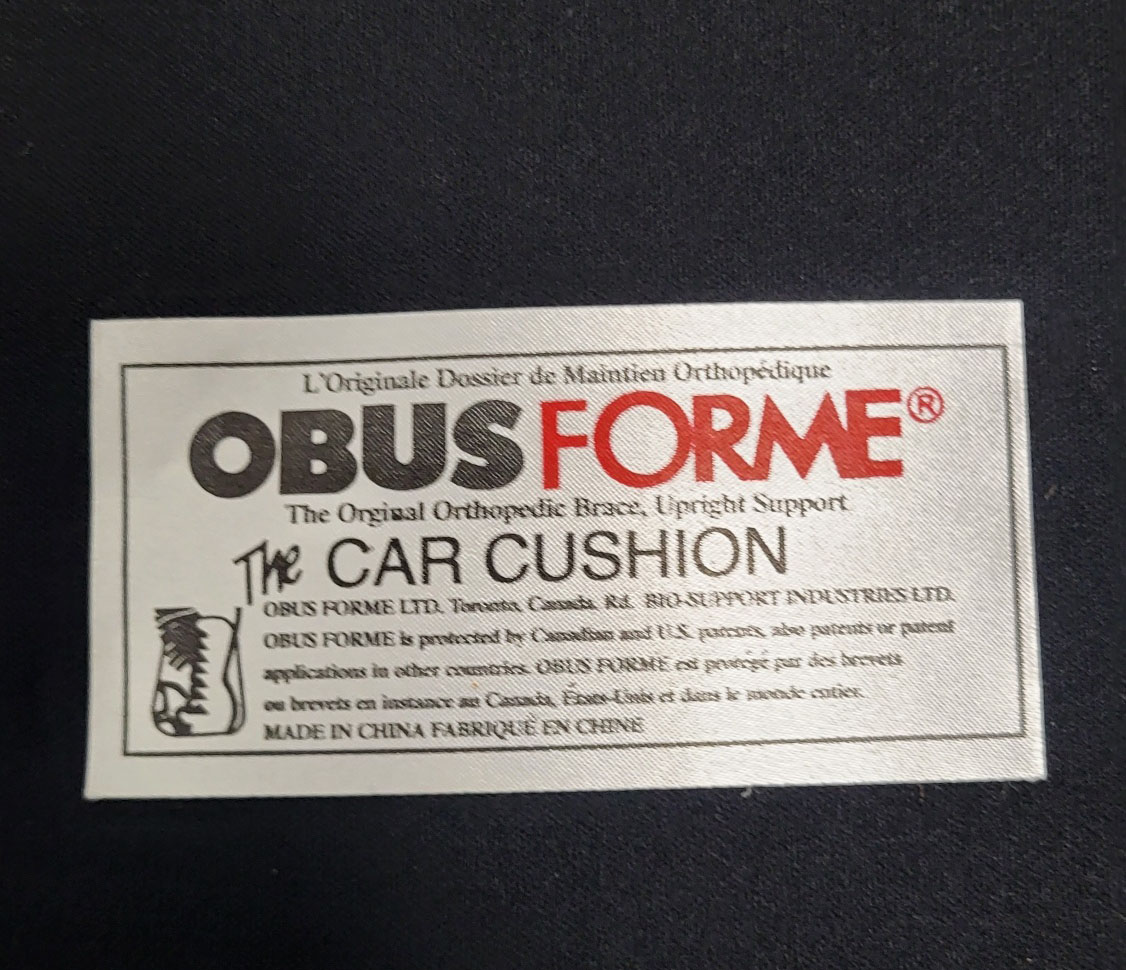 L'Originale Dossier de Maintien Orthopédique
OBUSFORME®
The Orginal Orthopedic Brace, Upright Support
The CAR CUSHION
OBUS FORME LTD. Toronto, Canada. Rd. BIO-SUPPORT INDUSTRIES LTD.
OBUS FORME is protected by Canadian and U.S. patents, also patents or patent
applications in other countries. OBUS FORME est protégé par des brevets
ou brevets en instance au Canada, États-Unis et dans le monde entier.
MADE IN CHINA FABRIQUÉ EN CHINE